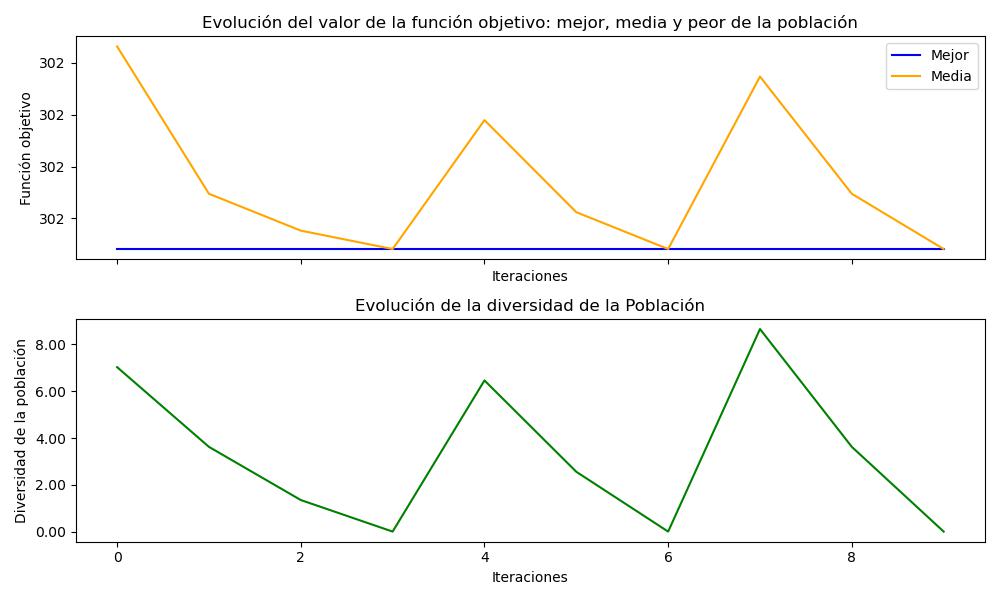 Evolución del valor de la función objetivo: mejor, media y peor de la población
302
302
302
302
Función objetivo
Mejor
Media
Iteraciones
Evolución de la diversidad de la Población
8.00
6.00
4.00
2.00
0.00
Diversidad de la población
0 2 4 6 8
Iteraciones